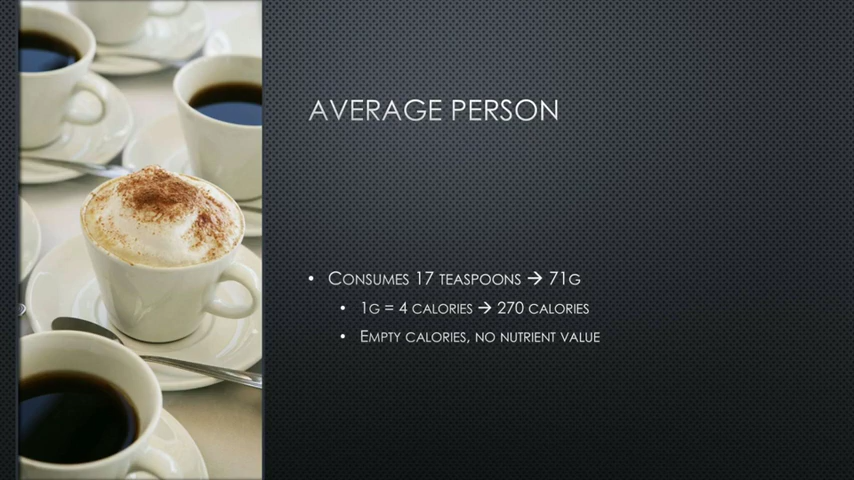 AVERAGE PERSON
• CONSUMES 17 TEASPOONS → 71G
• 1G = 4 CALORIES → 270 CALORIES
• EMPTY CALORIES, NO NUTRIENT VALUE